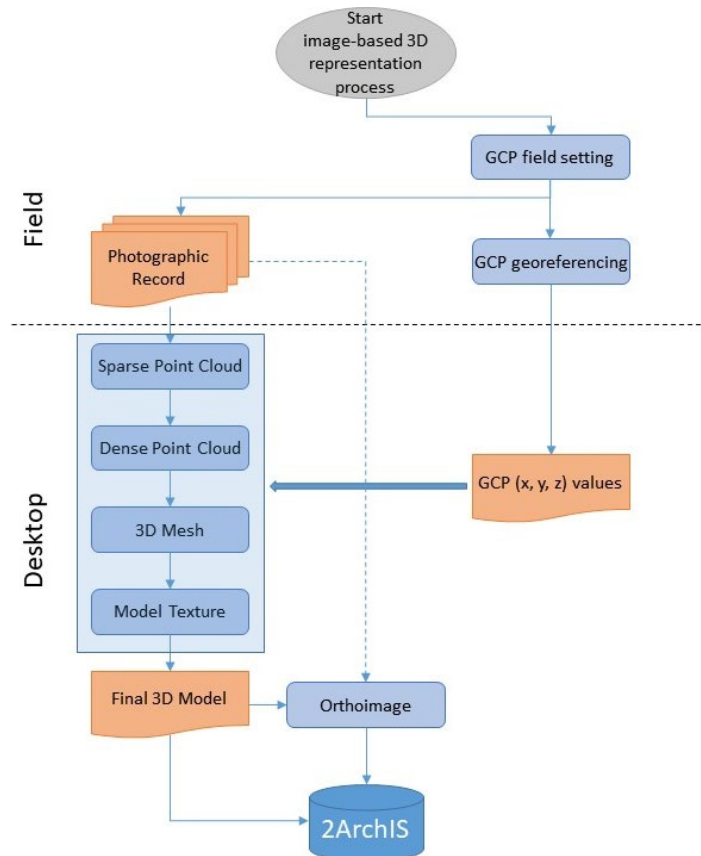 Start
image-based 3D
representation
process
GCP field setting
Field
Photographic
Record
GCP georeferencing
Sparse Point Cloud
Dense Point Cloud
GCP (x, y, z) values
3D Mesh
Desktop
Model Texture
Final 3D Model
Orthoimage
2ArchIS